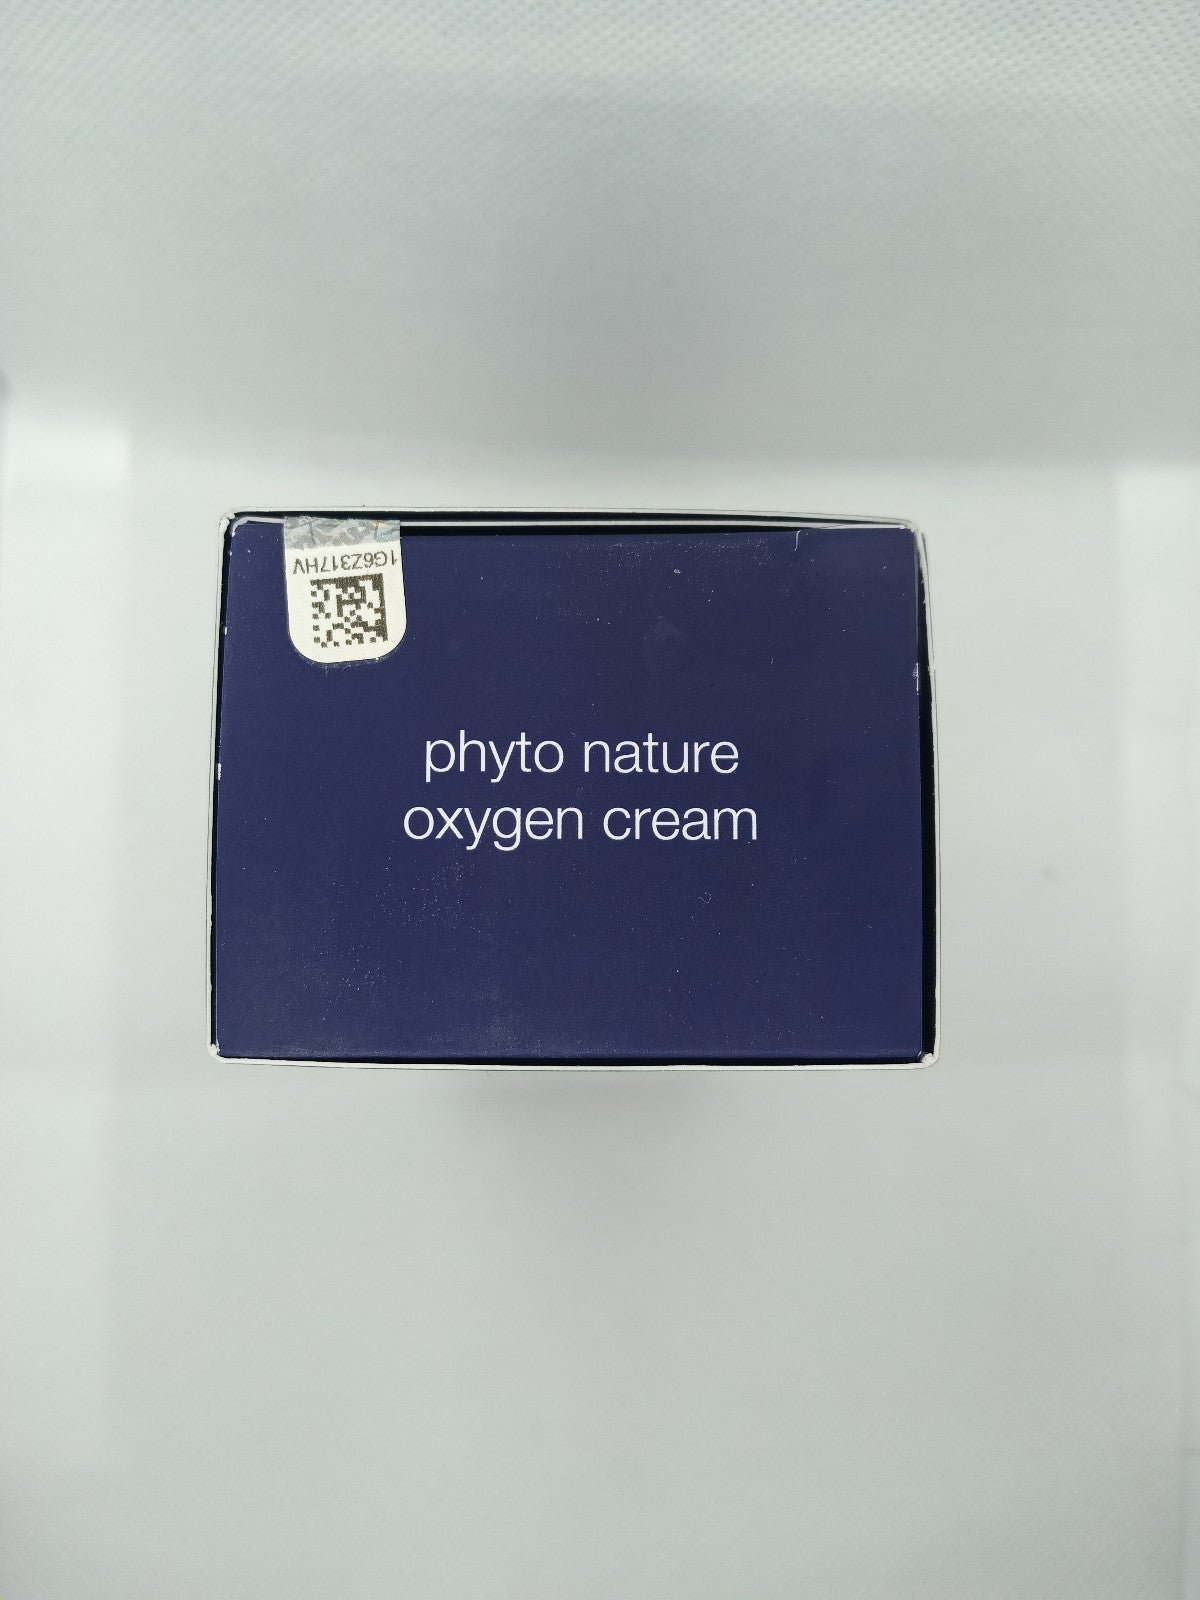 1G6Z317HV
phyto nature
oxygen cream